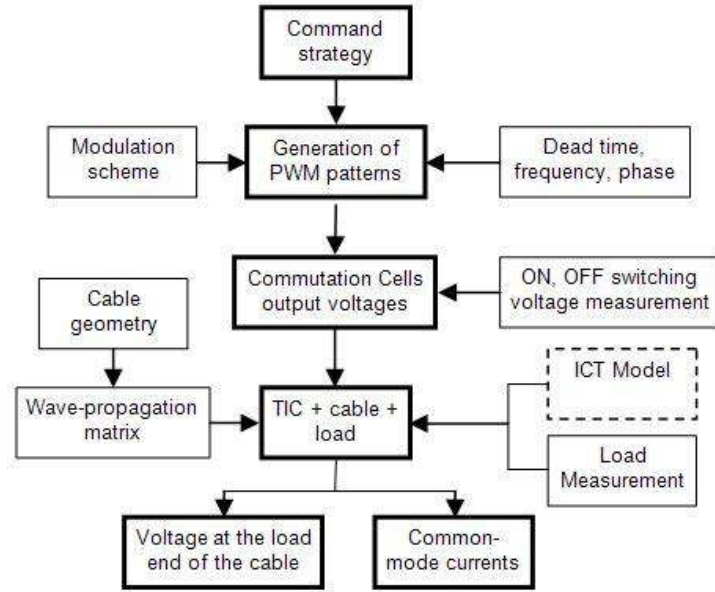 Command
strategy
Modulation
scheme
Generation of
PWM patterns
Dead time,
frequency, phase
Commutation Cells
output voltages
ON, OFF switching
voltage measurement
Cable
geometry
Wave-propagation
matrix
TIC + cable +
load
ICT Model
Load
Measurement
Voltage at the load
end of the cable
Common-
mode currents